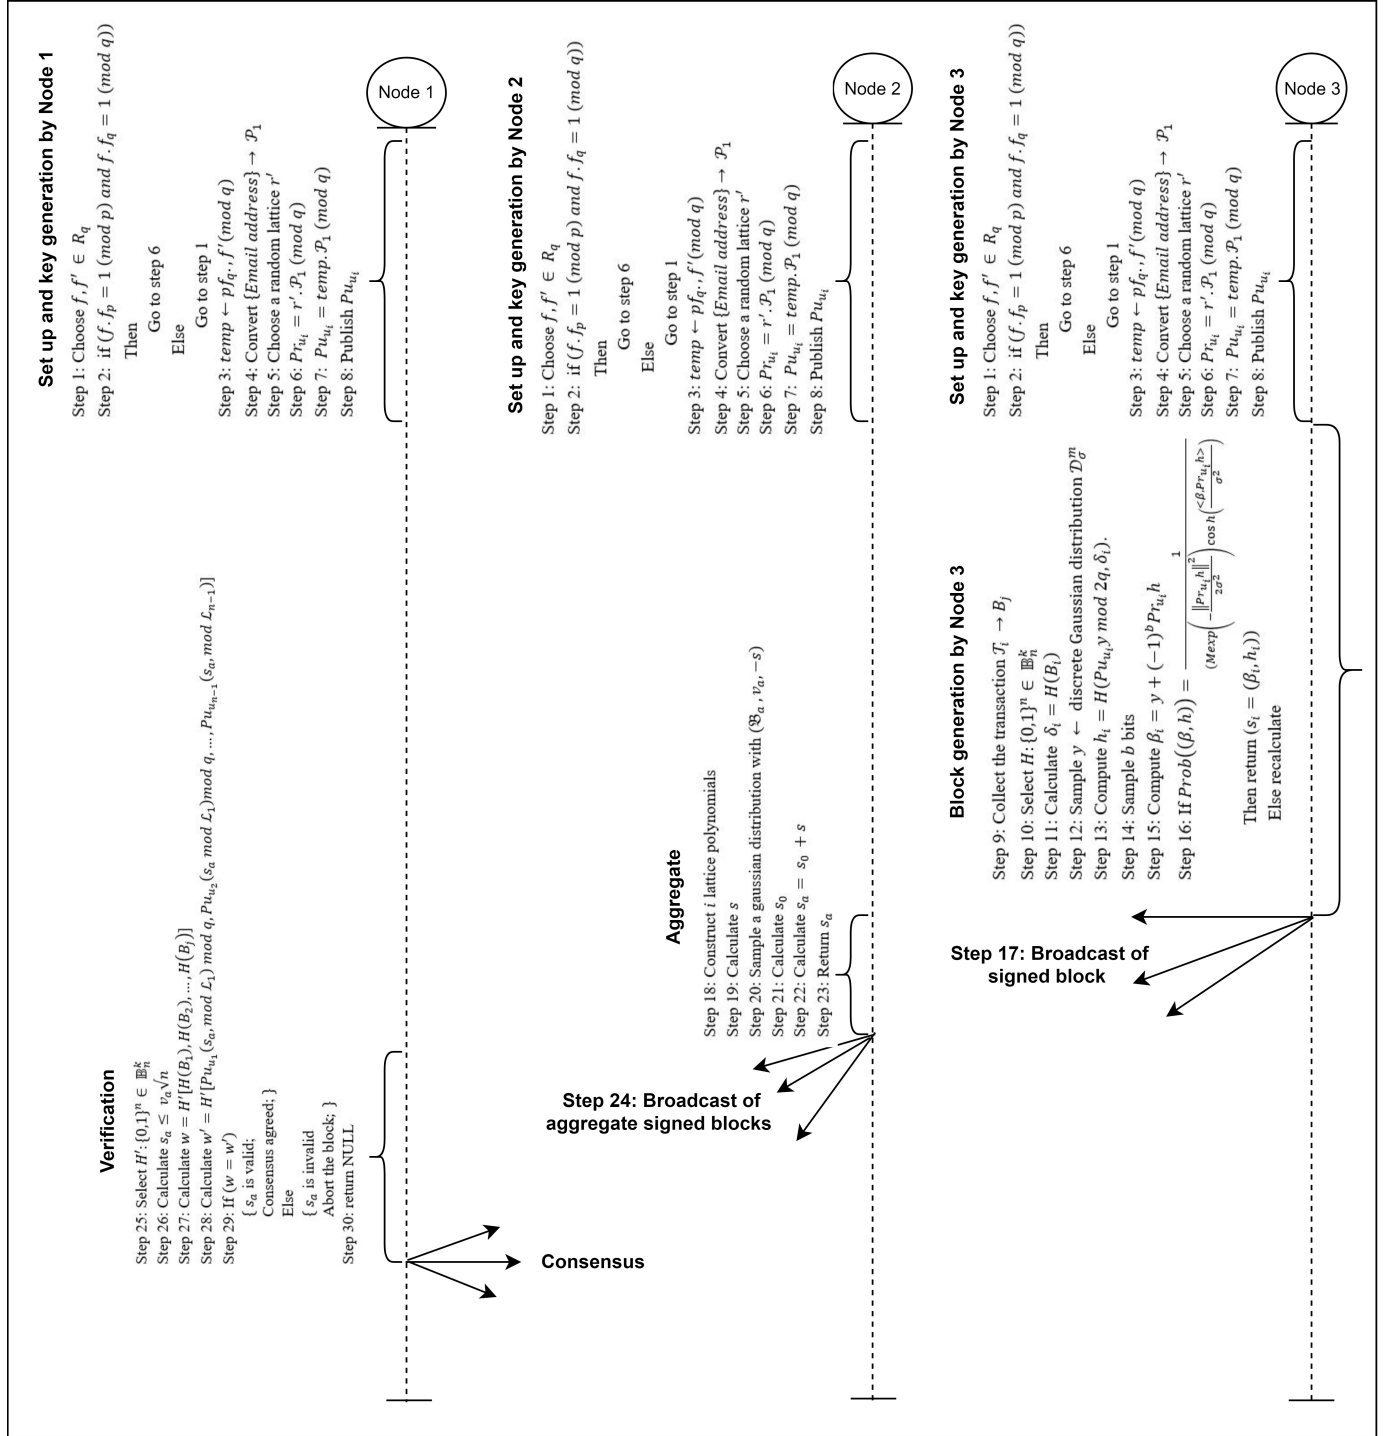 Set up and key generation by Node 1
Step 1: Choose f, f′ ∈ R_q
Step 2: if (f.f_p = 1 (mod p) and f.f_q = 1 (mod q))
Then
Go to step 6
Else
Go to step 1
Step 3: temp ← pf_q., f′(mod q)
Step 4: Convert {Email address} → 𝒫_1
Step 5: Choose a random lattice r′
Step 6: Pr_{u_i} = r′.𝒫_1 (mod q)
Step 7: Pu_{u_i} = temp.𝒫_1 (mod q)
Step 8: Publish Pu_{u_i}
Node 1
Set up and key generation by Node 2
Step 1: Choose f, f′ ∈ R_q
Step 2: if (f.f_p = 1 (mod p) and f.f_q = 1 (mod q))
Then
Go to step 6
Else
Go to step 1
Step 3: temp ← pf_q., f′(mod q)
Step 4: Convert {Email address} → 𝒫_1
Step 5: Choose a random lattice r′
Step 6: Pr_{u_i} = r′.𝒫_1 (mod q)
Step 7: Pu_{u_i} = temp.𝒫_1 (mod q)
Step 8: Publish Pu_{u_i}
Node 2
Set up and key generation by Node 3
Step 1: Choose f, f′ ∈ R_q
Step 2: if (f.f_p = 1 (mod p) and f.f_q = 1 (mod q))
Then
Go to step 6
Else
Go to step 1
Step 3: temp ← pf_q., f′(mod q)
Step 4: Convert {Email address} → 𝒫_1
Step 5: Choose a random lattice r′
Step 6: Pr_{u_i} = r′.𝒫_1 (mod q)
Step 7: Pu_{u_i} = temp.𝒫_1 (mod q)
Step 8: Publish Pu_{u_i}
Node 3
Block generation by Node 3
Step 9: Collect the transaction 𝒯_i → B_j
Step 10: Select H: {0,1}^n ∈ 𝔹_n^k
Step 11: Calculate δ_i = H(B_i)
Step 12: Sample y ← discrete Gaussian distribution 𝒟_σ^m
Step 13: Compute h_i = H(Pu_{u_i}y mod 2q, δ_i).
Step 14: Sample b bits
Step 15: Compute β_i = y + (-1)^b Pr_{u_i}h
Step 16: If Prob((β, h)) = 1 / (Mexp(-‖Pr_{u_i}h‖^2 / 2σ^2) cos h(<β,Pr_{u_i}h> / σ^2)
Then return (s_i = (β_i, h_i))
Else recalculate
Step 17: Broadcast of
signed block
Aggregate
Step 18: Construct i lattice polynomials
Step 19: Calculate s
Step 20: Sample a gaussian distribution with (𝔅_a, v_a, −s)
Step 21: Calculate s_0
Step 22: Calculate s_a = s_0 + s
Step 23: Return s_a
Step 24: Broadcast of
aggregate signed blocks
Verification
Step 25: Select H′: {0,1}^n ∈ 𝔹_n^k
Step 26: Calculate s_a ≤ v_a√n
Step 27: Calculate w = H′[H(B_1), H(B_2), …, H(B_j)]
Step 28: Calculate w′ = H′[Pu_{u_1}(s_a, mod ℒ_1) mod q, Pu_{u_2}(s_a mod ℒ_1)mod q, …, Pu_{u_{n-1}}(s_a, mod ℒ_{n-1})]
Step 29: If (w = w′)
{ s_a is valid;
Consensus agreed; }
Else
{ s_a is invalid
Abort the block; }
Step 30: return NULL
Consensus